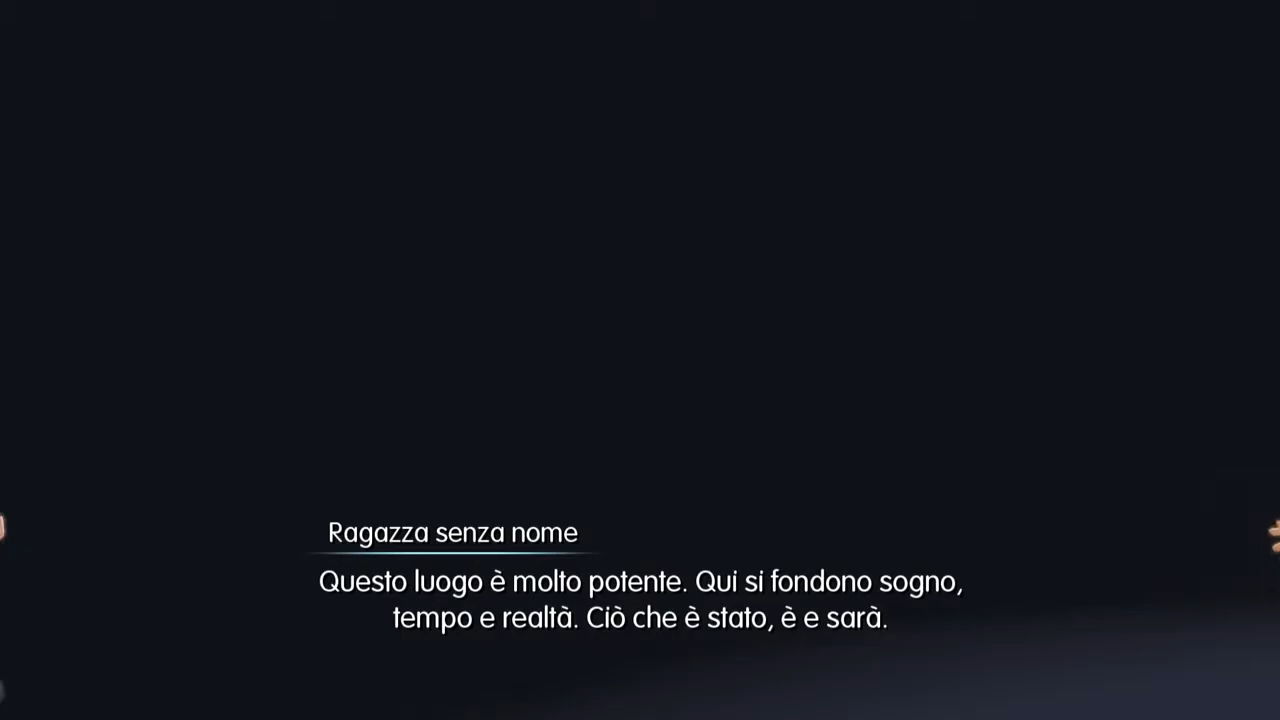 Ragazza senza nome
Questo luogo è molto potente. Qui si fondono sogno,
tempo e realtà. Ciò che è stato, è e sarà.